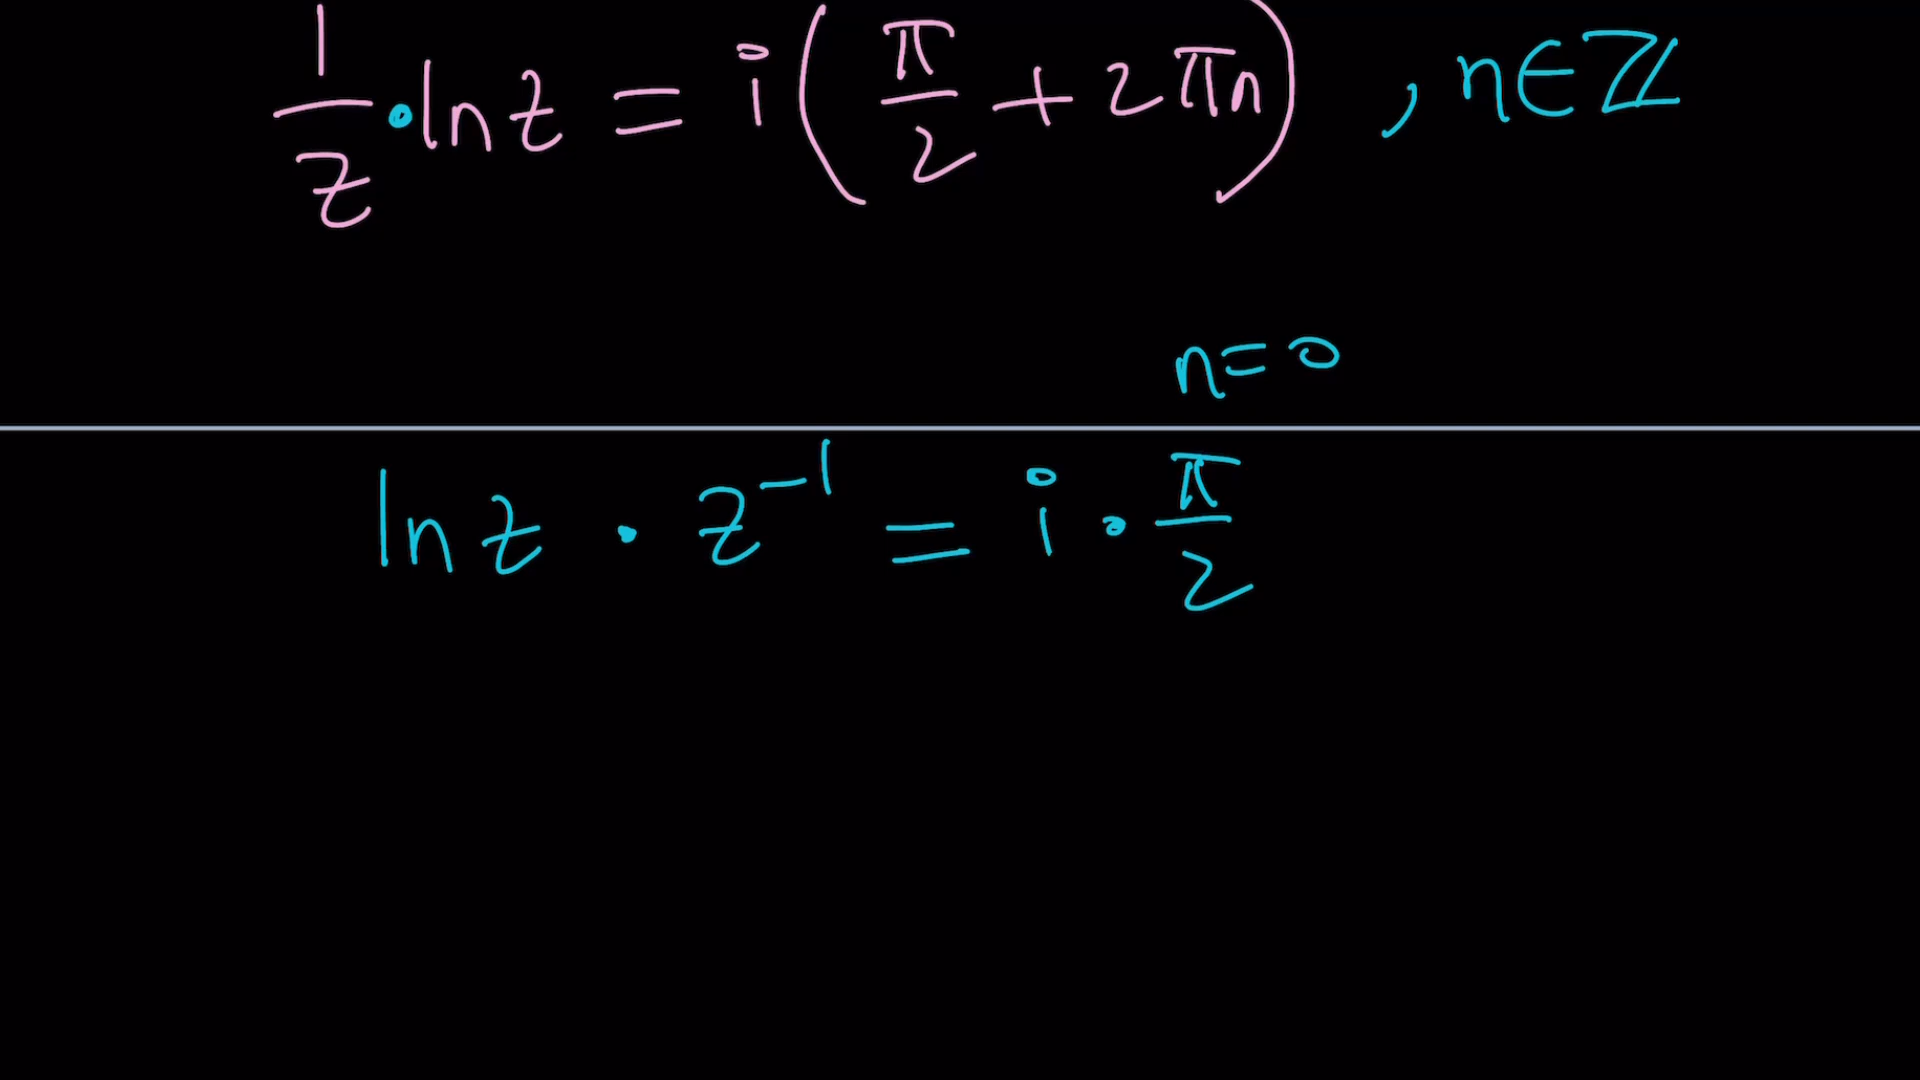 1/z • ln z = i(π/2 + 2πn) , n∈ℤ
n=0
ln z • z⁻¹ = i • π/2